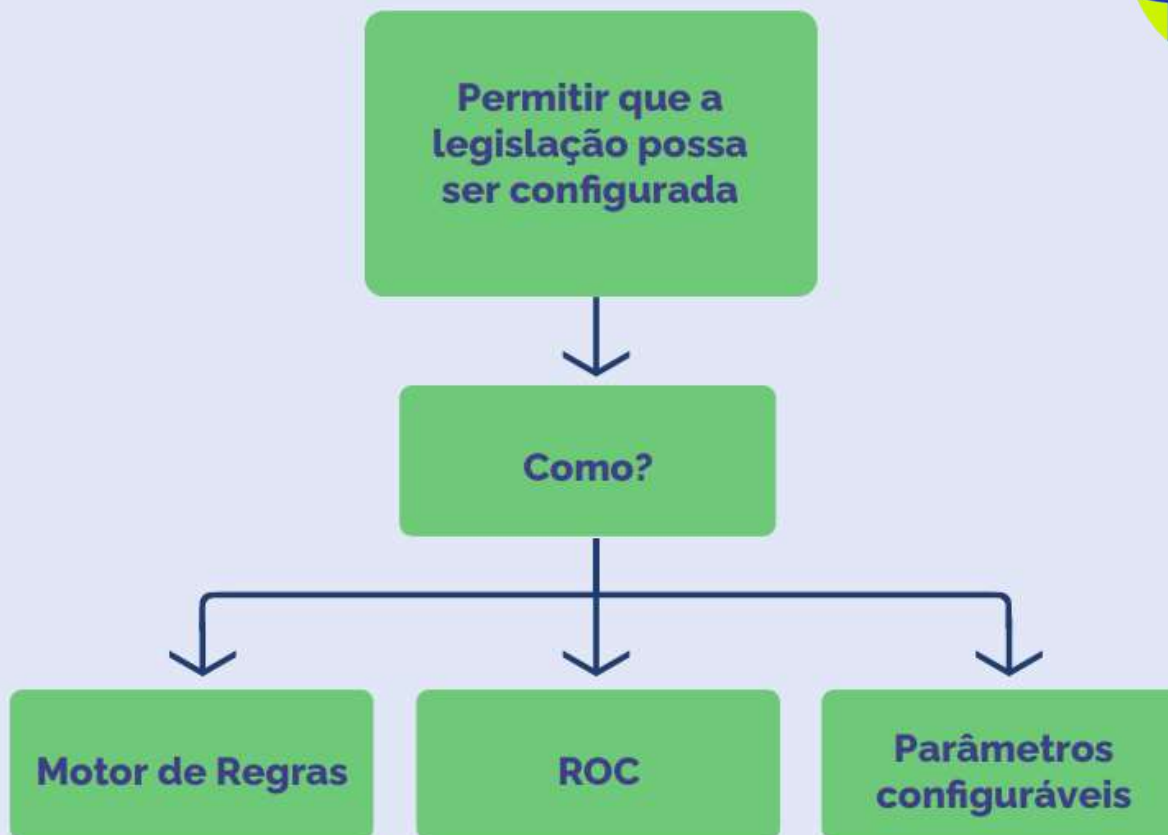 Permitir que a
legislação possa
ser configurada
Como?
Motor de Regras
ROC
Parâmetros
configuráveis